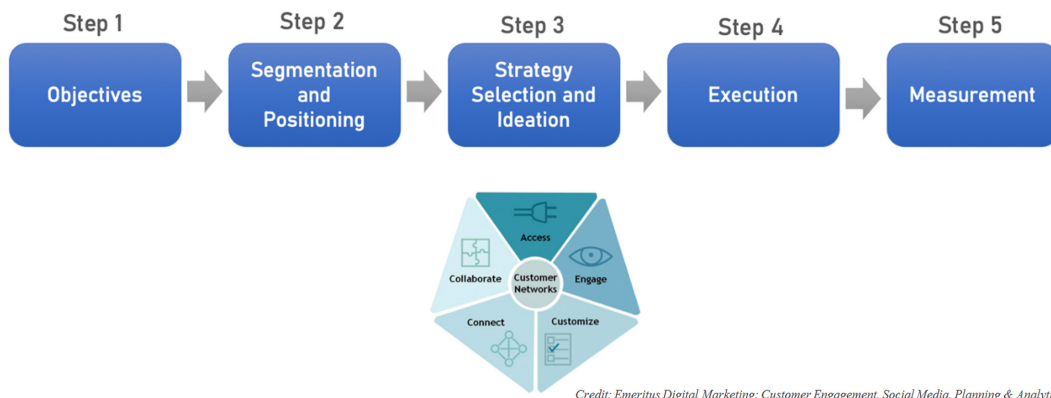 Step 1
Step 2
Step 3
Step 4
Step 5
Objectives
Segmentation
and
Positioning
Strategy
Selection and
Ideation
Execution
Measurement
Access
Collaborate
Customer
Networks
Engage
Connect
Customize
Credit: Emeritus Digital Marketing: Customer Engagement, Social Media, Planning & Analyti